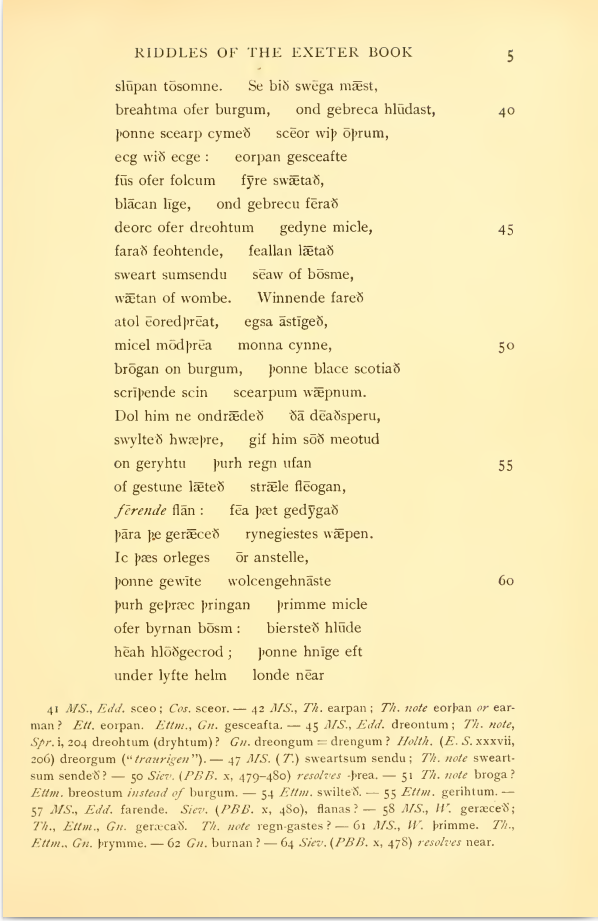 RIDDLES OF THE EXETER BOOK 5
slūpan tōsomne. Se bið swēga mǣst,
breahtma ofer burgum, ond gebreca hlūdast, 40
þonne scearp cymeð scēor wiþ ōþrum,
ecg wið ecge : eorpan gesceafte
fūs ofer folcum fȳre swǣtað,
blācan līge, ond gebrecu fērað
deorc ofer dreohtum gedyne micle, 45
farað feohtende, feallan lǣtað
sweart sumsendu sēaw of bōsme,
wǣtan of wombe. Winnende fareð
atol ēoredþrēat, egsa āstīgeð,
micel mōdþrēa monna cynne, 50
brōgan on burgum, þonne blace scotiað
scrīþende scin scearpum wǣpnum.
Dol him ne ondrǣdeð ðā dēaðsperu,
swylteð hwæþre, gif him sōð meotud
on geryhtu þurh regn ufan 55
of gestune lǣteð strǣle flēogan,
fērende flān : fēa þæt gedȳgað
þāra þe gerǣceð rynegiestes wǣpen.
Ic þæs orleges ōr anstelle,
þonne gewīte wolcengehnāste 60
þurh geþræc þringan þrimme micle
ofer byrnan bōsm : biersteð hlūde
hēah hlōðgecrod ; þonne hnīge eft
under lyfte helm londe nēar
41 MS., Edd. sceo ; Cos. sceor. — 42 MS., Th. earpan ; Th. note eorþan or ear-
man ? Ett. eorpan. Ettm., Gn. gesceafta. — 45 MS., Edd. dreontum ; Th. note,
Spr. i, 204 dreohtum (dryhtum) ? Gn. dreongum = drengum ? Holth. (E. S. xxxvii,
206) dreorgum (“traurigen”). — 47 MS. (T.) sweartsum sendu ; Th. note sweart-
sum sendeð ? — 50 Siev. (PBB. x, 479–480) resolves -þrea. — 51 Th. note broga ?
Ettm. breostum instead of burgum. — 54 Ettm. swilteð. — 55 Ettm. gerihtum. —
57 MS., Edd. farende. Siev. (PBB. x, 480), flanas ? — 58 MS., W. geræceð ;
Th., Ettm., Gn. geræcað. Th. note regn-gastes ? — 61 MS., W. þrimme. Th.,
Ettm., Gn. þrymme. — 62 Gn. burnan ? — 64 Siev. (PBB. x, 478) resolves near.